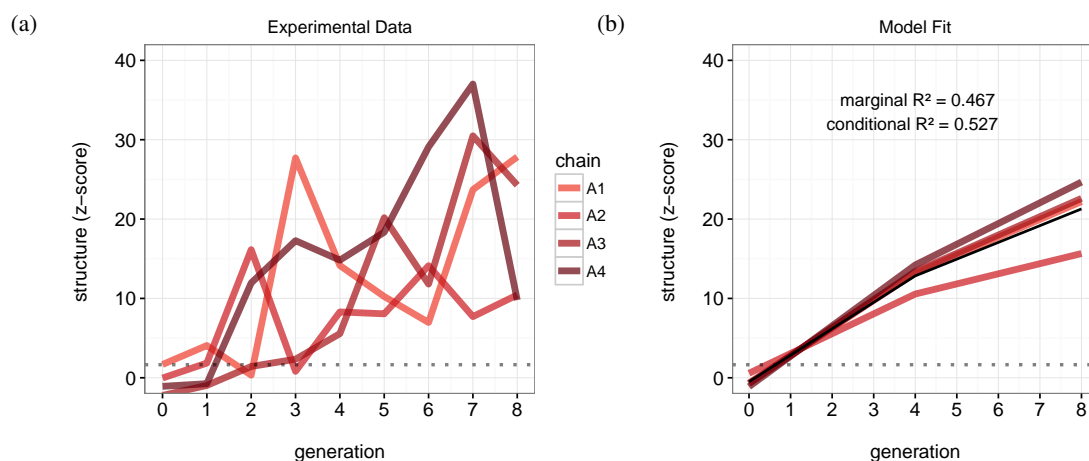 (a)
Experimental Data
structure (z−score)
40
30
20
10
0
0 1 2 3 4 5 6 7 8
generation
chain
A1
A2
A3
A4
(b)
Model Fit
marginal R² = 0.467
conditional R² = 0.527
structure (z−score)
40
30
20
10
0
0 1 2 3 4 5 6 7 8
generation